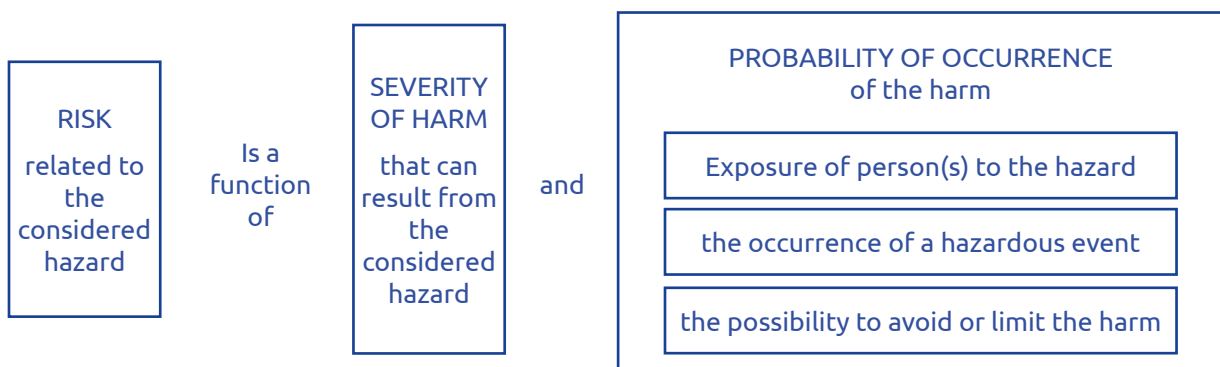 RISK
related to
the
considered
hazard
Is a
function
of
SEVERITY
OF HARM
that can
result from
the
considered
hazard
and
PROBABILITY OF OCCURRENCE
of the harm
Exposure of person(s) to the hazard
the occurrence of a hazardous event
the possibility to avoid or limit the harm